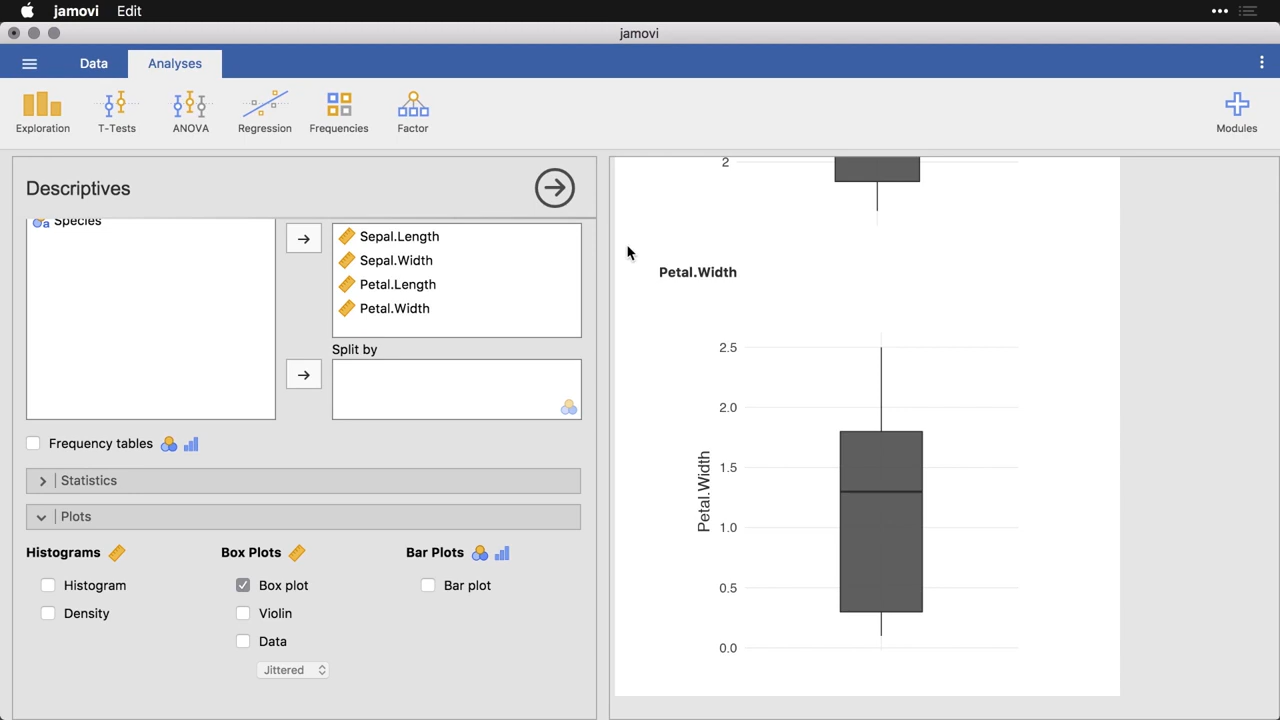 jamovi Edit
jamovi
Data Analyses
Exploration T-Tests ANOVA Regression Frequencies Factor Modules
Descriptives
Species
Sepal.Length
Sepal.Width
Petal.Length
Petal.Width
Split by
Frequency tables
Statistics
Plots
Histograms Box Plots Bar Plots
Histogram Box plot Bar plot
Density Violin
Data
Jittered
2
Petal.Width
2.5
2.0
1.5
1.0
0.5
0.0
Petal.Width